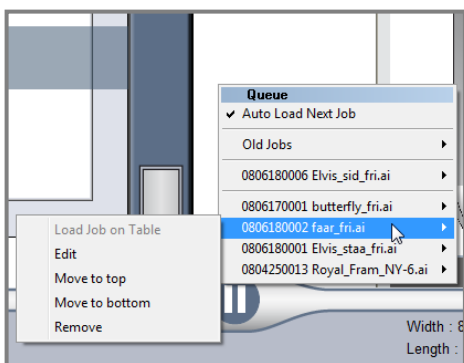 Queue
Auto Load Next Job
Old Jobs
0806180006 Elvis_sid_fri.ai
0806170001 butterfly_fri.ai
0806180002 faar_fri.ai
0806180001 Elvis_staa_fri.ai
0804250013 Royal_Fram_NY-6.ai
Load Job on Table
Edit
Move to top
Move to bottom
Remove
Width : 8
Length :